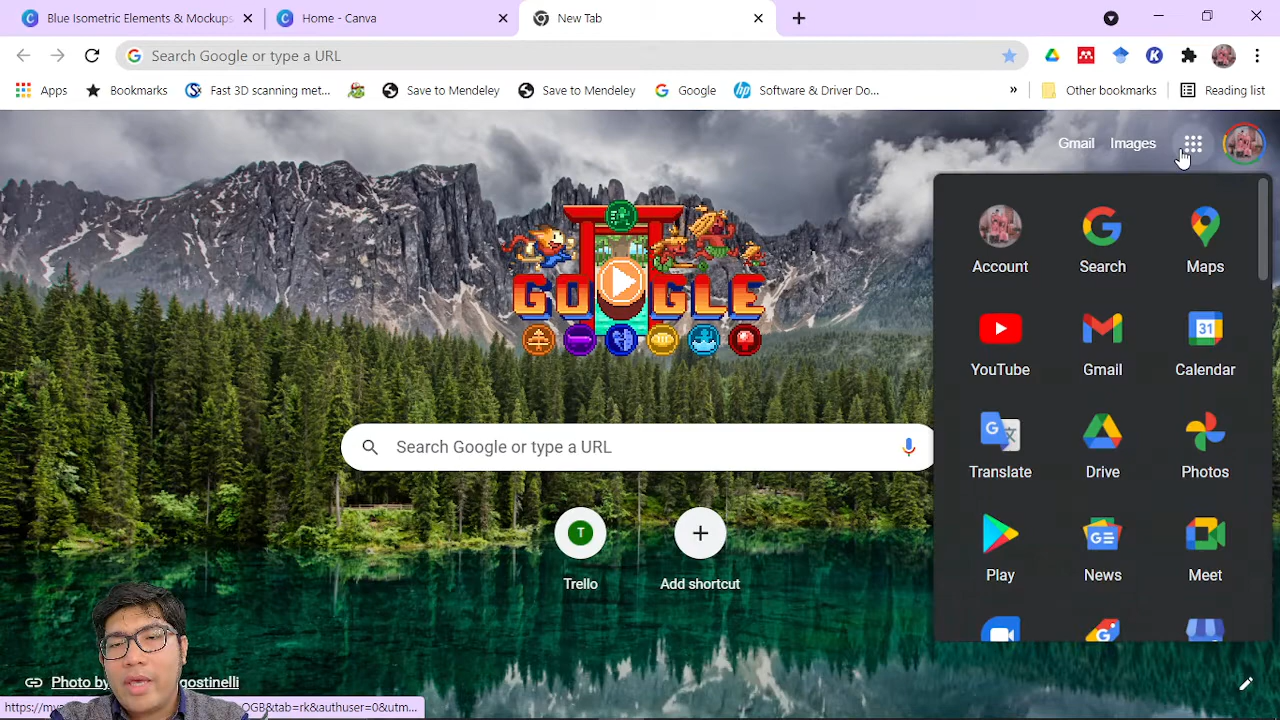 Blue Isometric Elements & Mockups
Home - Canva
New Tab
Search Google or type a URL
Apps
Bookmarks
Fast 3D scanning met...
Save to Mendeley
Save to Mendeley
Google
Software & Driver Do...
»
Other bookmarks
Reading list
Gmail
Images
GOOGLE
Account
Search
Maps
YouTube
Gmail
31
Calendar
Search Google or type a URL
Translate
Drive
Photos
T
Trello
Add shortcut
Play
News
Meet
Photo by
gostinelli
OGB&tab=rk&authuser=0&utm...